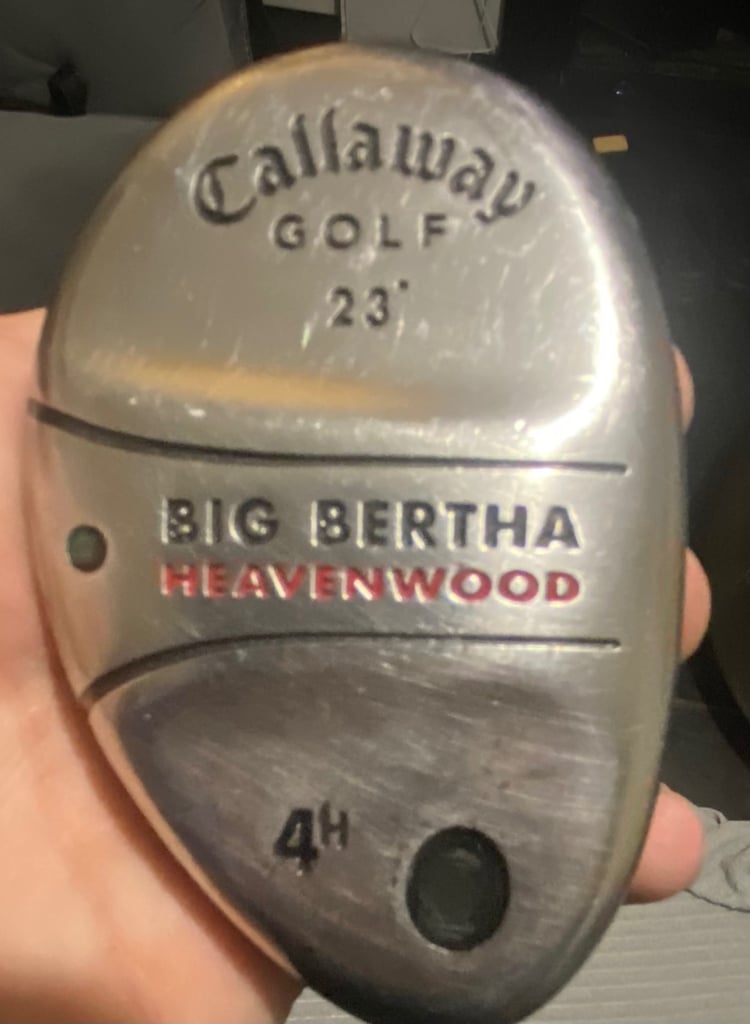 Callaway
GOLF
23°
BIG BERTHA
HEAVENWOOD
4H